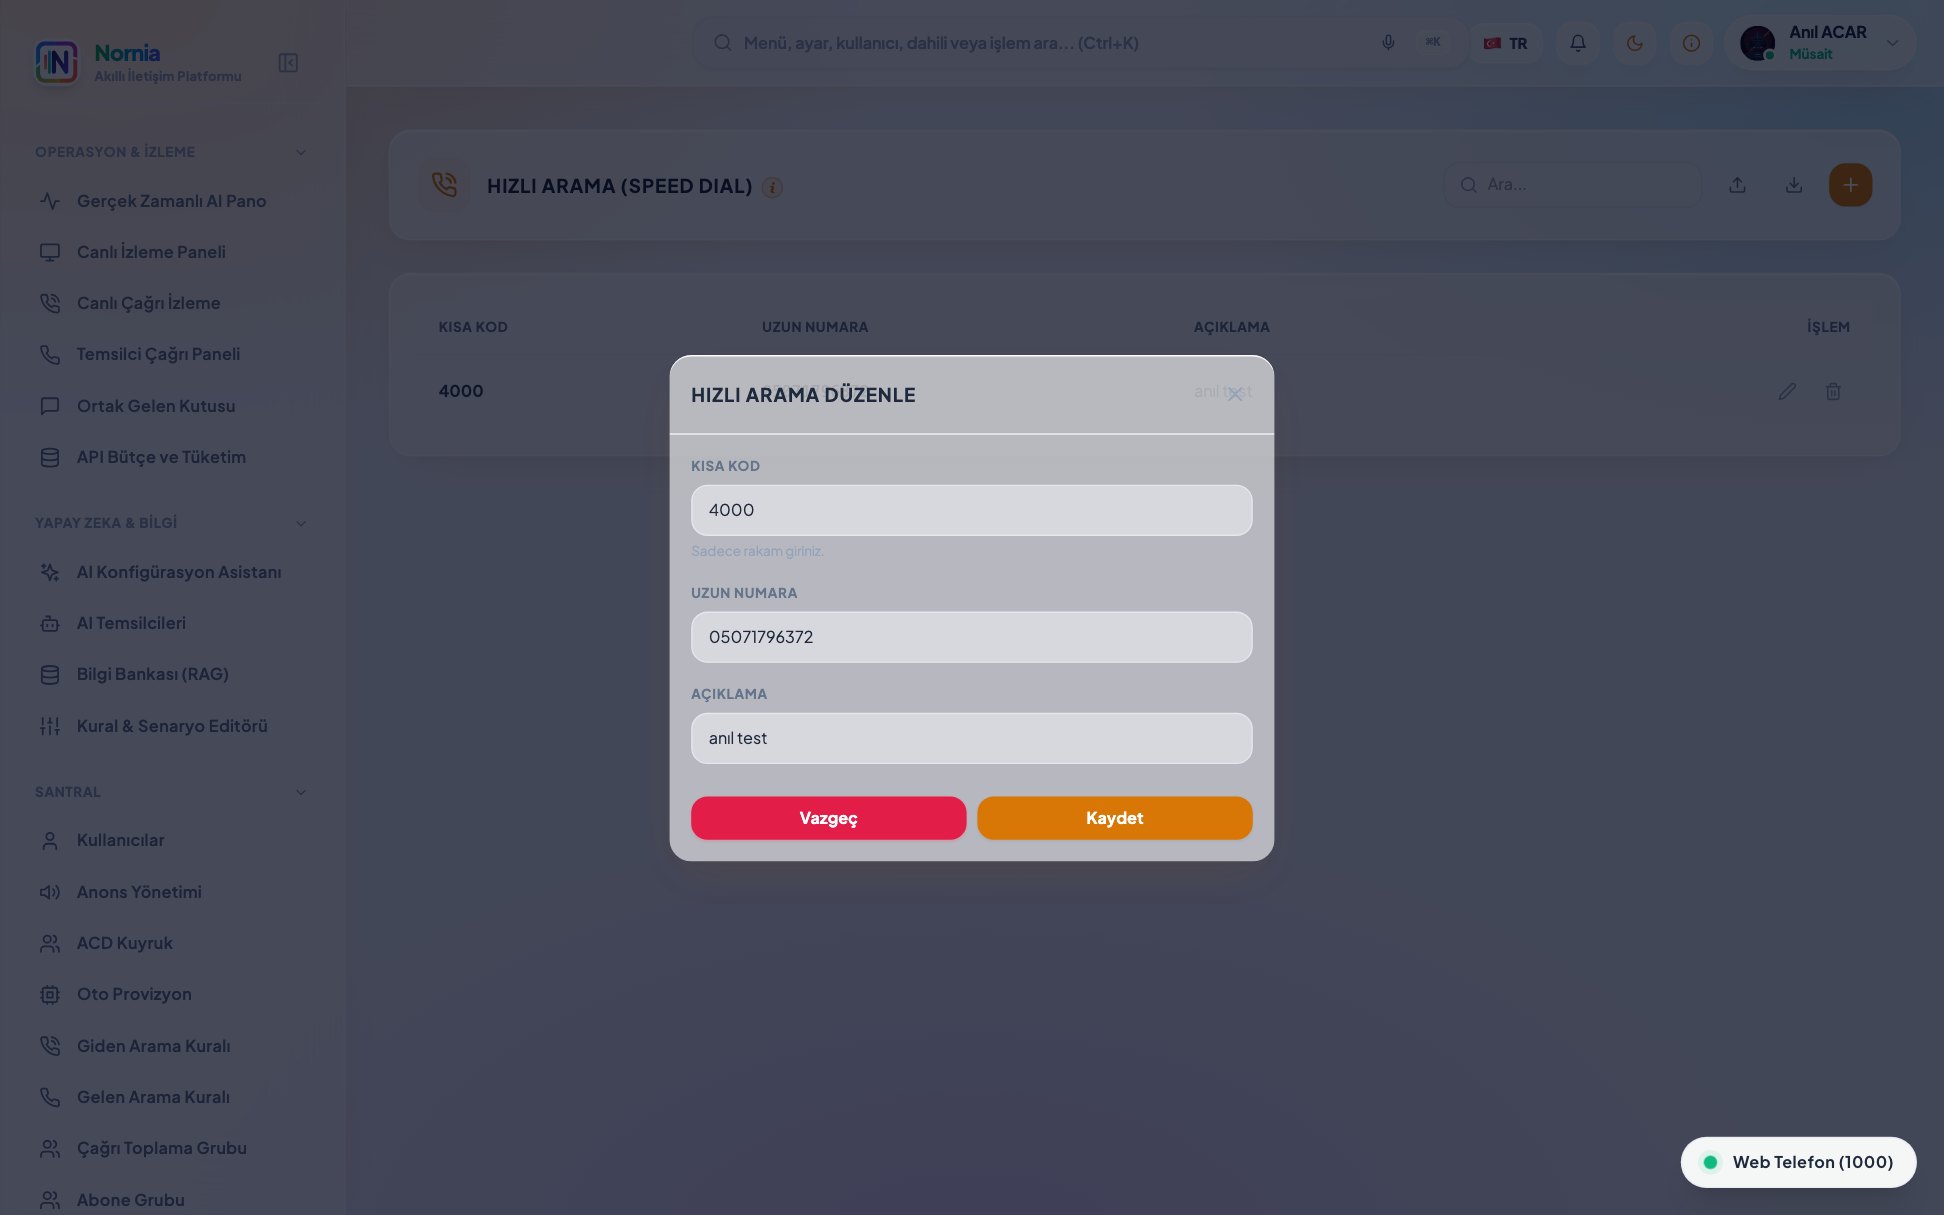 Nornia
Akıllı İletişim Platformu
Menü, ayar, kullanıcı, dahili veya işlem ara... (Ctrl+K)
⌘K
TR
Anıl ACAR
Müsait
OPERASYON & İZLEME
Gerçek Zamanlı AI Pano
Canlı İzleme Paneli
Canlı Çağrı İzleme
Temsilci Çağrı Paneli
Ortak Gelen Kutusu
API Bütçe ve Tüketim
YAPAY ZEKA & BİLGİ
AI Konfigürasyon Asistanı
AI Temsilcileri
Bilgi Bankası (RAG)
Kural & Senaryo Editörü
SANTRAL
Kullanıcılar
Anons Yönetimi
ACD Kuyruk
Oto Provizyon
Giden Arama Kuralı
Gelen Arama Kuralı
Çağrı Toplama Grubu
Abone Grubu
HIZLI ARAMA (SPEED DIAL) i
Ara...
KISA KOD UZUN NUMARA AÇIKLAMA İŞLEM
4000 anıl test
HIZLI ARAMA DÜZENLE
KISA KOD
4000
Sadece rakam giriniz.
UZUN NUMARA
05071796372
AÇIKLAMA
anıl test
Vazgeç Kaydet
Web Telefon (1000)